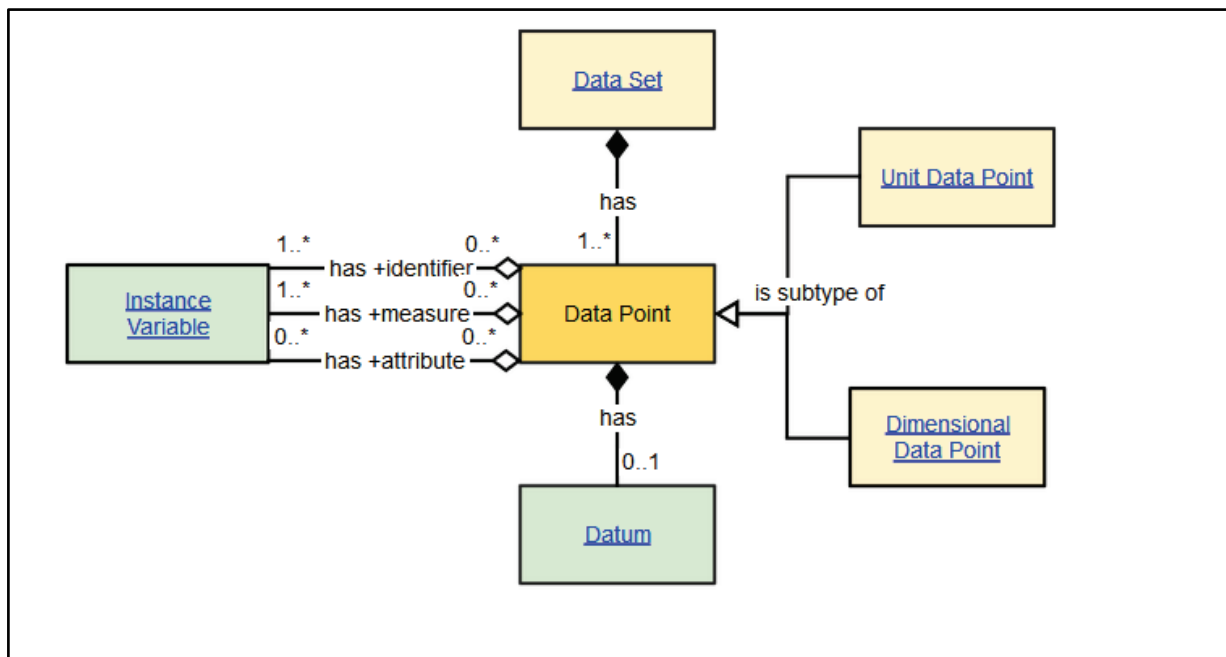 Data Set
Unit Data Point
has
1..*
0..*
1..*
has +identifier
1..*
0..*
is subtype of
Instance
Variable
has +measure
Data Point
0..*
0..*
has +attribute
has
Dimensional
Data Point
0..1
Datum